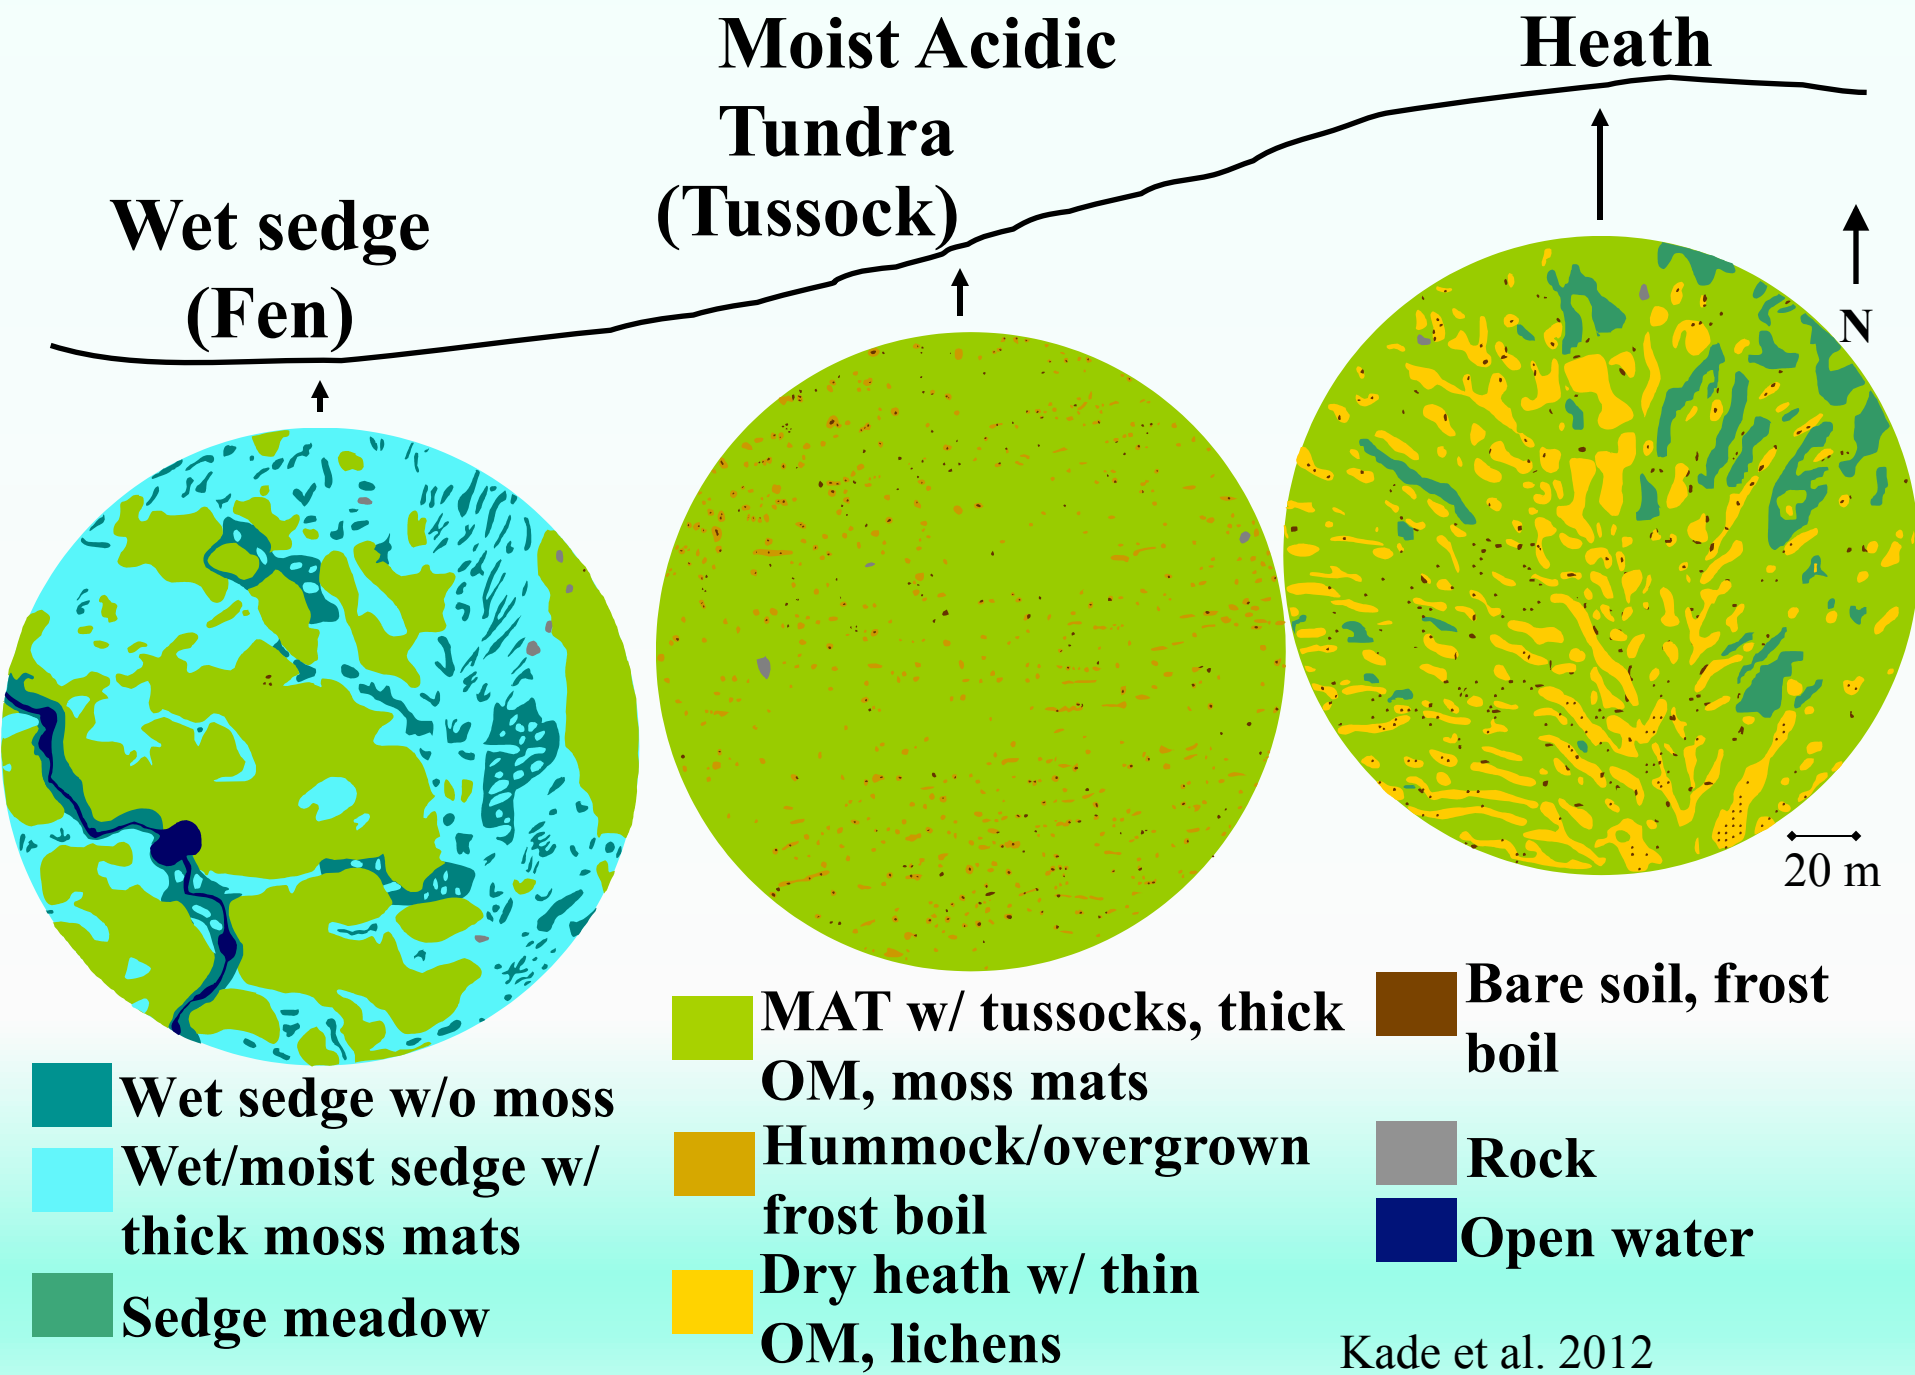 Moist Acidic
Tundra
(Tussock)
Heath
Wet sedge
(Fen)
N
20 m
Wet sedge w/o moss
Wet/moist sedge w/
thick moss mats
Sedge meadow
MAT w/ tussocks, thick
OM, moss mats
Hummock/overgrown
frost boil
Dry heath w/ thin
OM, lichens
Bare soil, frost
boil
Rock
Open water
Kade et al. 2012